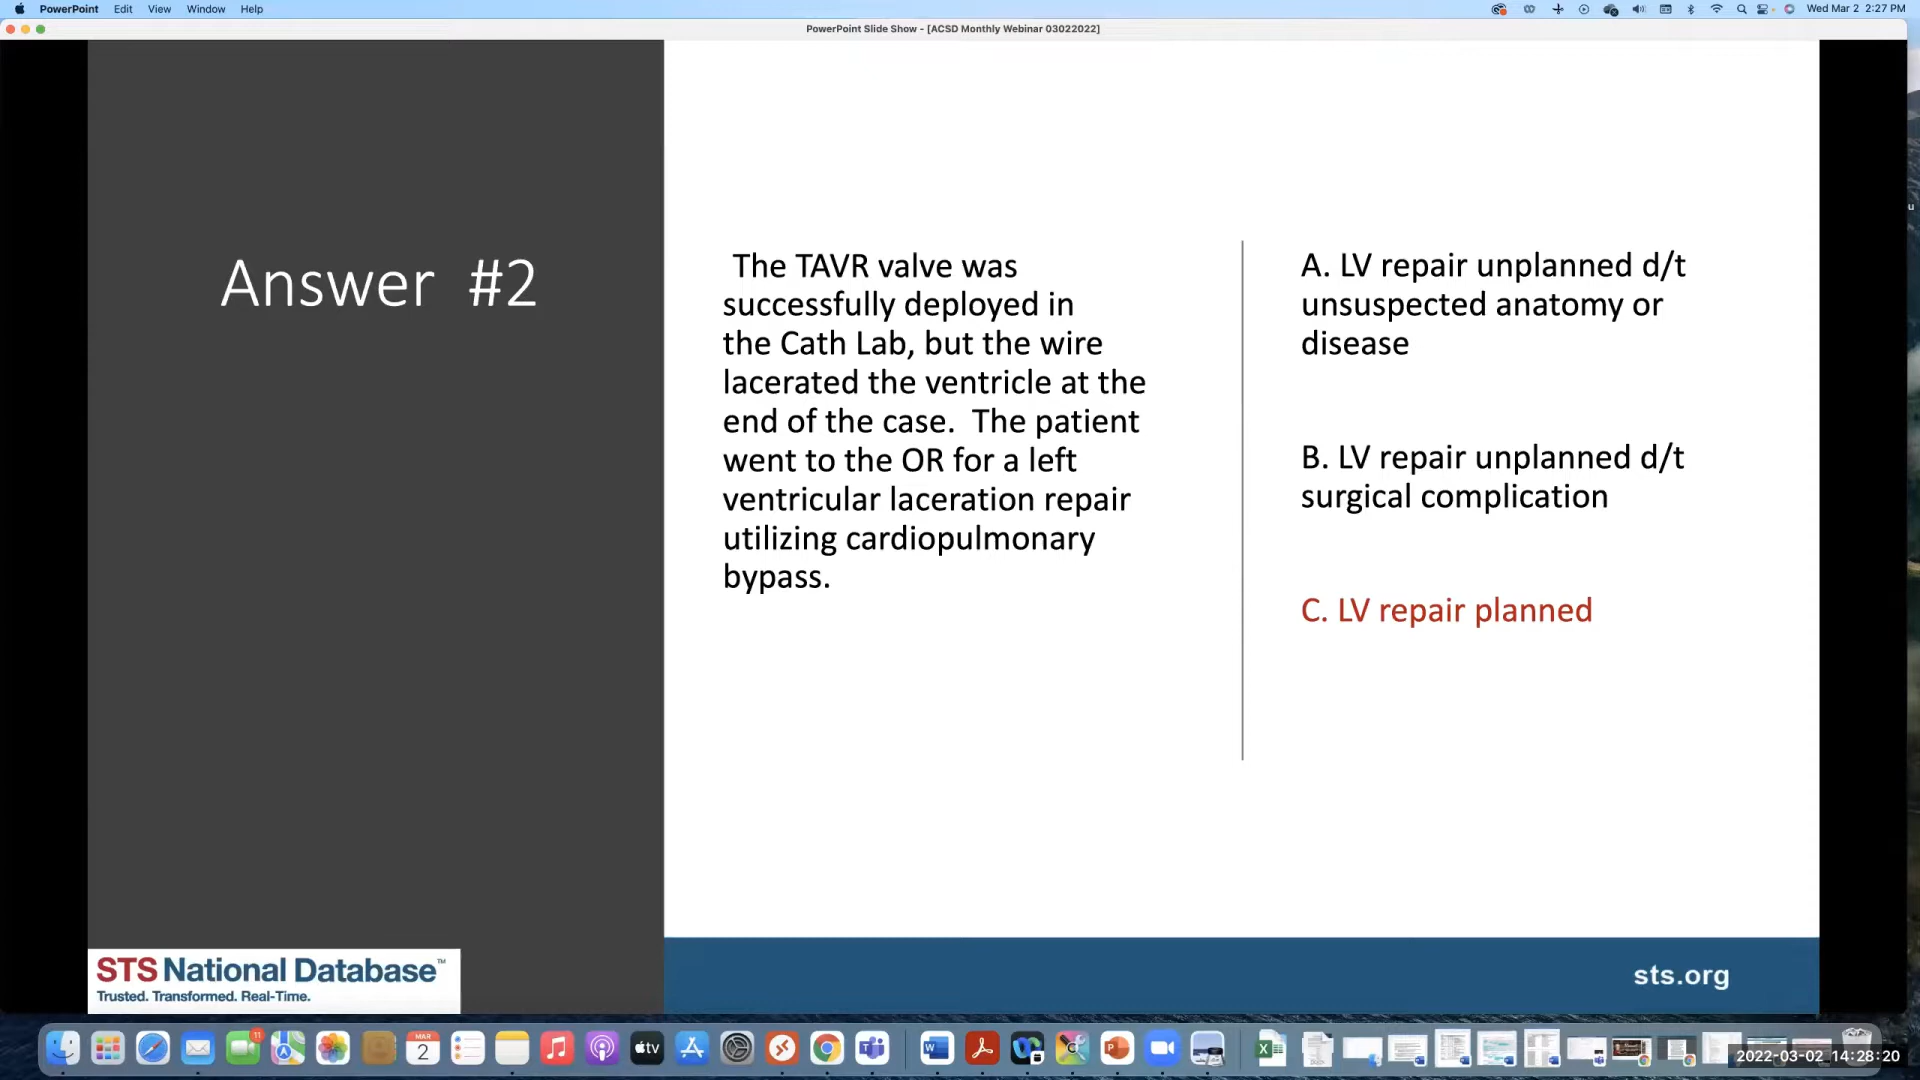 PowerPoint Edit View Window Help
Wed Mar 2 2:27 PM
PowerPoint Slide Show - [ACSD Monthly Webinar 03022022]
Answer #2
The TAVR valve was
successfully deployed in
the Cath Lab, but the wire
lacerated the ventricle at the
end of the case. The patient
went to the OR for a left
ventricular laceration repair
utilizing cardiopulmonary
bypass.
A. LV repair unplanned d/t
unsuspected anatomy or
disease
B. LV repair unplanned d/t
surgical complication
C. LV repair planned
STS National Database™
Trusted. Transformed. Real-Time.
sts.org
11
MAR
2
tv
2022-03-02 14:28:20